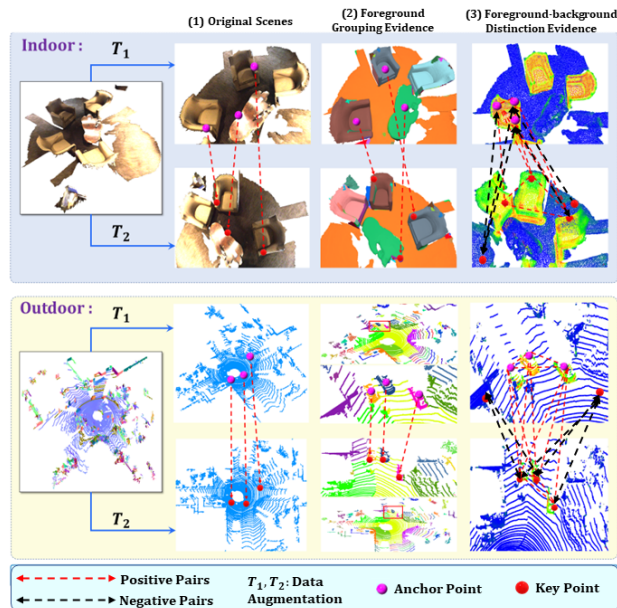 (1) Original Scenes
(2) Foreground
Grouping Evidence
(3) Foreground-background
Distinction Evidence
Indoor :
T₁
T₂
Outdoor :
T₁
T₂
Positive Pairs
Negative Pairs
T₁, T₂: Data
Augmentation
Anchor Point
Key Point